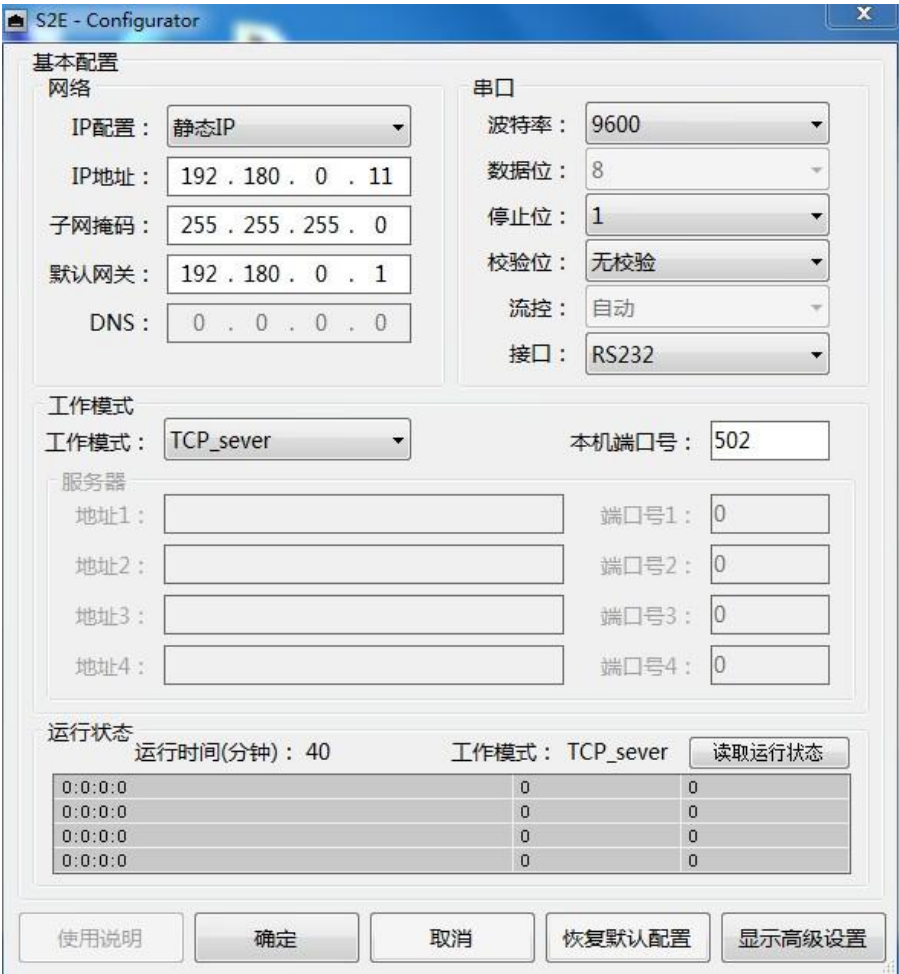 S2E - Configurator
基本配置
网络
IP配置： 静态IP
IP地址： 192 . 180 . 0 . 11
子网掩码： 255 . 255 . 255 . 0
默认网关： 192 . 180 . 0 . 1
DNS： 0 . 0 . 0 . 0
串口
波特率： 9600
数据位： 8
停止位： 1
校验位： 无校验
流控： 自动
接口： RS232
工作模式
工作模式： TCP_sever 本机端口号： 502
服务器
地址1： 端口号1： 0
地址2： 端口号2： 0
地址3： 端口号3： 0
地址4： 端口号4： 0
运行状态
运行时间(分钟)： 40 工作模式： TCP_sever 读取运行状态
0:0:0:0 0 0
0:0:0:0 0 0
0:0:0:0 0 0
0:0:0:0 0 0
使用说明 确定 取消 恢复默认配置 显示高级设置